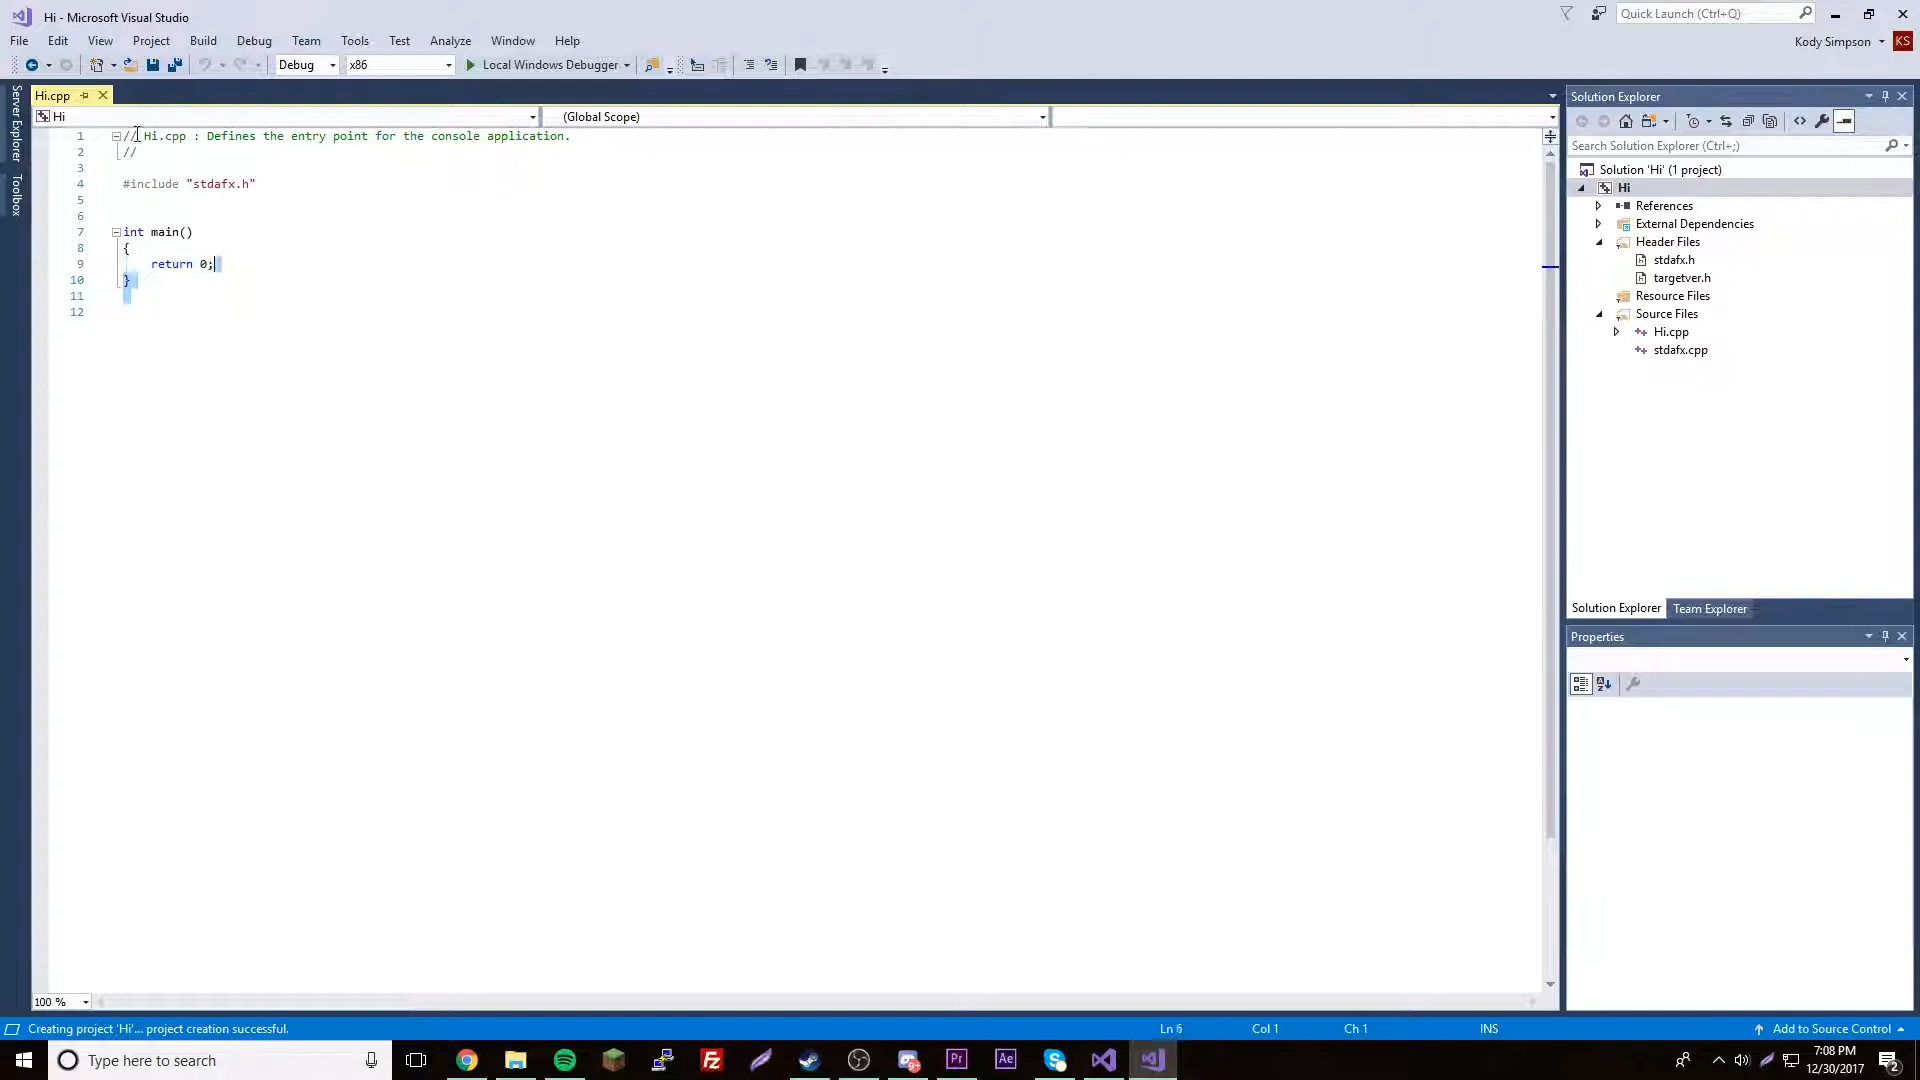 Hi - Microsoft Visual Studio
Quick Launch (Ctrl+Q)
File Edit View Project Build Debug Team Tools Test Analyze Window Help
Kody Simpson KS
Debug x86 Local Windows Debugger
Server Explorer
Toolbox
Hi.cpp
Hi (Global Scope)
1 // Hi.cpp : Defines the entry point for the console application.
2 //
3
4 #include "stdafx.h"
5
6
7 int main()
8 {
9 return 0;
10 }
11
12
100 %
Solution Explorer
Search Solution Explorer (Ctrl+;)
Solution 'Hi' (1 project)
Hi
References
External Dependencies
Header Files
stdafx.h
targetver.h
Resource Files
Source Files
Hi.cpp
stdafx.cpp
Solution Explorer Team Explorer
Properties
Creating project 'Hi'... project creation successful. Ln 6 Col 1 Ch 1 INS Add to Source Control
Type here to search
Pr Ae
7:08 PM
12/30/2017
2